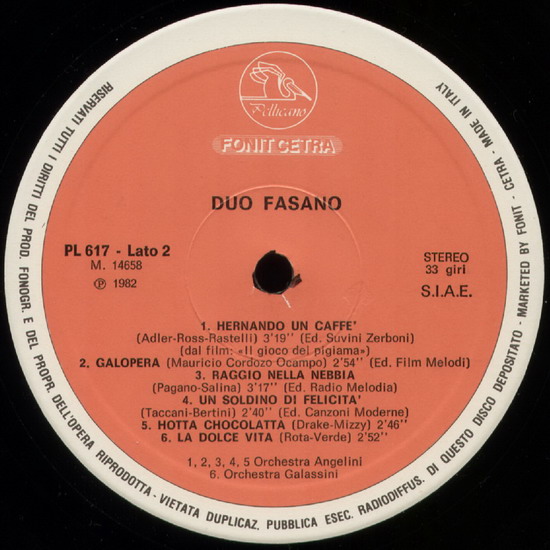 Pellicano
FONIT CETRA
DUO FASANO
PL 617 - Lato 2
M. 14658
℗ 1982
STEREO
33 giri
S.I.A.E.
1. HERNANDO UN CAFFE'
(Adler-Ross-Rastelli) 3'19'' (Ed. Suvini Zerboni)
(dal film: «Il gioco del pigiama»)
2. GALOPERA (Mauricio Gordozo Ocampo) 2'54'' (Ed. Film Melodi)
3. RAGGIO NELLA NEBBIA
(Pagano-Salina) 3'17'' (Ed. Radio Melodia)
4. UN SOLDINO DI FELICITA'
(Taccani-Bertini) 2'40'' (Ed. Canzoni Moderne)
5. HOTTA CHOCOLATTA (Drake-Mizzy) 2'46''
6. LA DOLCE VITA (Rota-Verde) 2'52''
1, 2, 3, 4, 5 Orchestra Angelini
6. Orchestra Galassini
RISERVATI TUTTI I DIRITTI DEL PROD. FONOGR. E DEL PROPR. DELL'OPERA RIPRODOTTA - VIETATA DUPLICAZ. PUBBLICA ESEC. RADIODIFFUS. DI QUESTO DISCO DEPOSITATO - MARKETED BY FONIT - CETRA - MADE IN ITALY